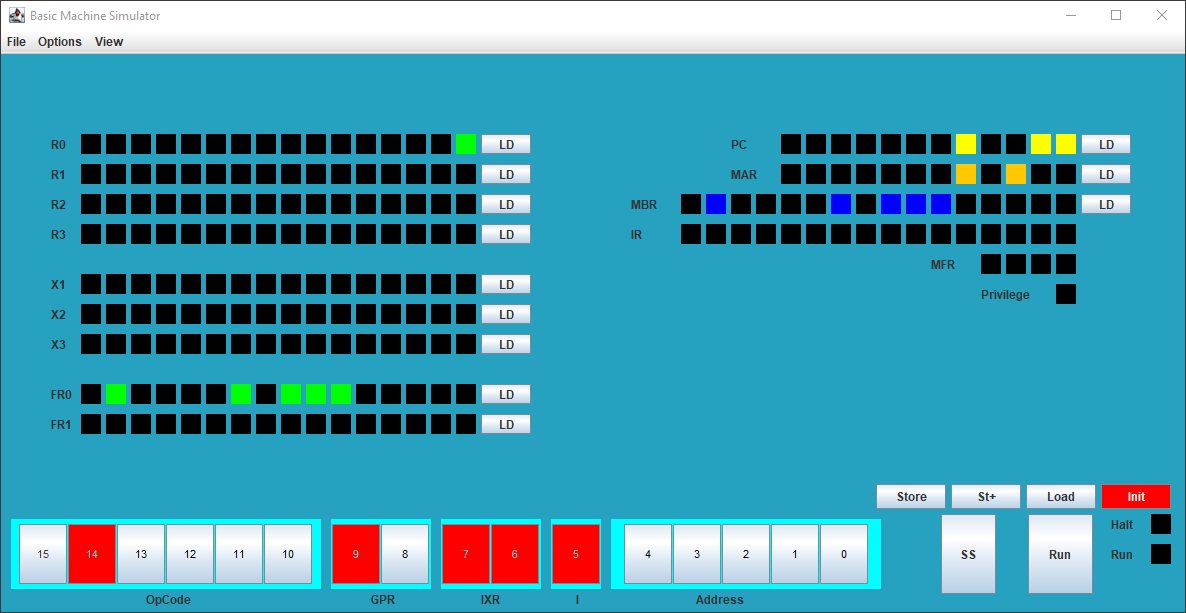 Basic Machine Simulator
File Options View
R0 LD PC LD
R1 LD MAR LD
R2 LD MBR LD
R3 LD IR
MFR
X1 LD Privilege
X2 LD
X3 LD
FR0 LD
FR1 LD
Store St+ Load Init
15 14 13 12 11 10 9 8 7 6 5 4 3 2 1 0 SS Run Halt
Run
OpCode GPR IXR I Address